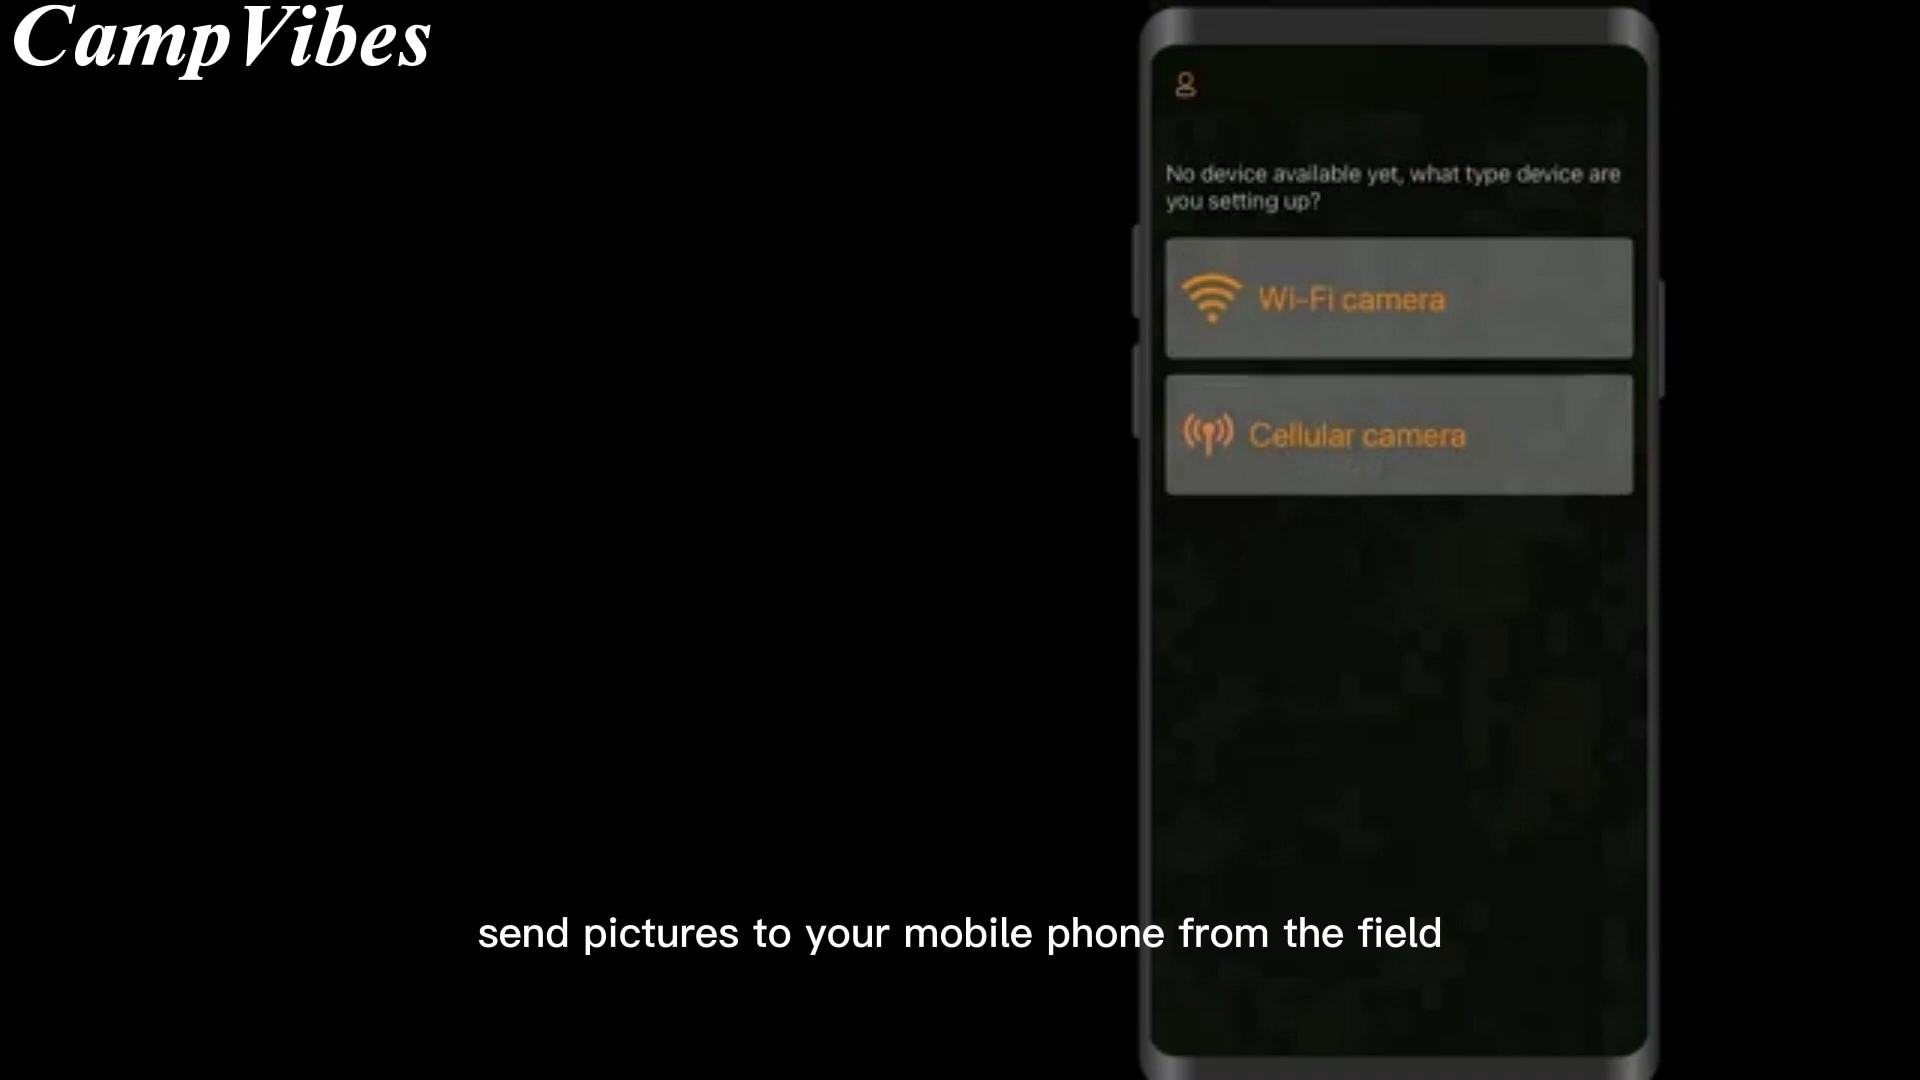 CampVibes
No device available yet, what type device are
you setting up?
Wi-Fi camera
Cellular camera
send pictures to your mobile phone from the field